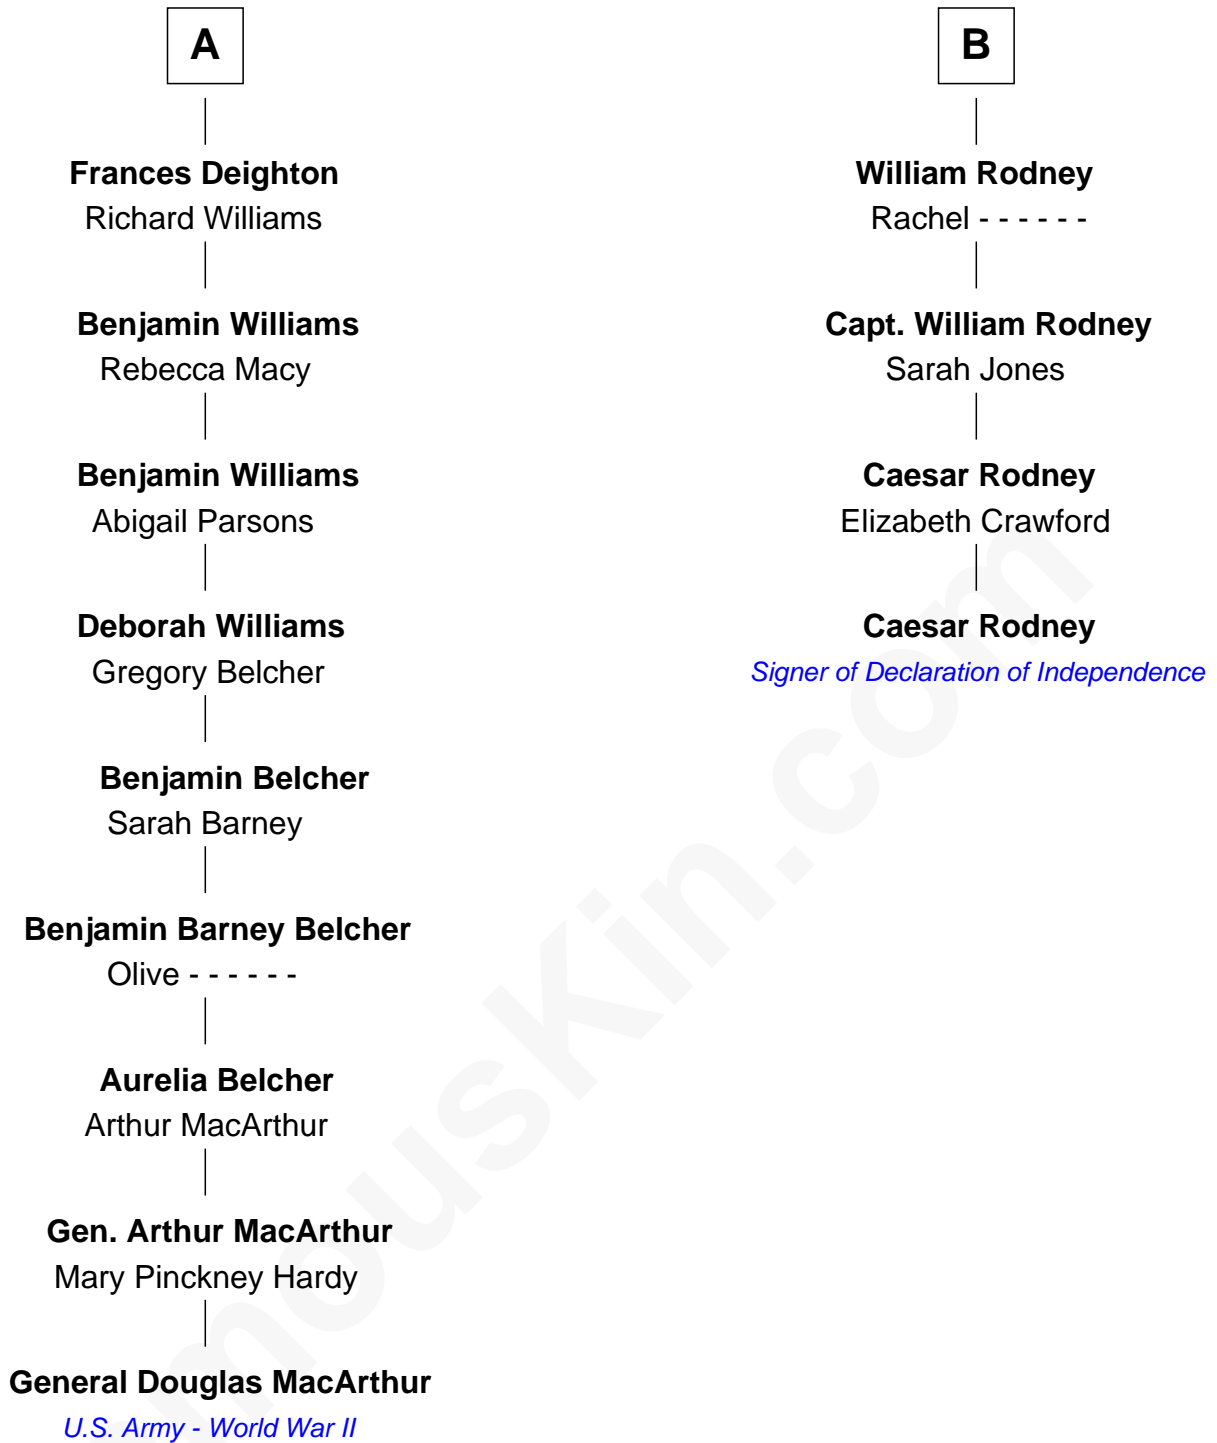 A
Frances Deighton
Richard Williams
Benjamin Williams
Rebecca Macy
Benjamin Williams
Abigail Parsons
Deborah Williams
Gregory Belcher
Benjamin Belcher
Sarah Barney
Benjamin Barney Belcher
Olive - - - - - -
Aurelia Belcher
Arthur MacArthur
Gen. Arthur MacArthur
Mary Pinckney Hardy
General Douglas MacArthur
U.S. Army - World War II
B
William Rodney
Rachel - - - - - -
Capt. William Rodney
Sarah Jones
Caesar Rodney
Elizabeth Crawford
Caesar Rodney
Signer of Declaration of Independence
mousKin.com